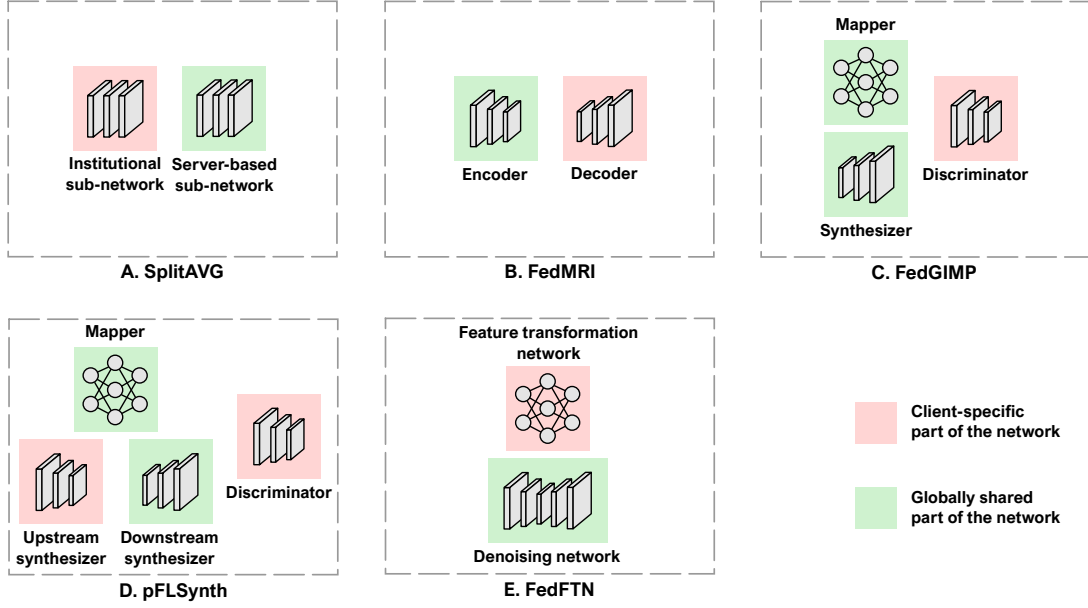 Institutional
sub-network
Server-based
sub-network
A. SplitAVG
Encoder
Decoder
B. FedMRI
Mapper
Synthesizer
Discriminator
C. FedGIMP
Mapper
Upstream
synthesizer
Downstream
synthesizer
Discriminator
D. pFLSynth
Feature transformation
network
Denoising network
E. FedFTN
Client-specific
part of the network
Globally shared
part of the network